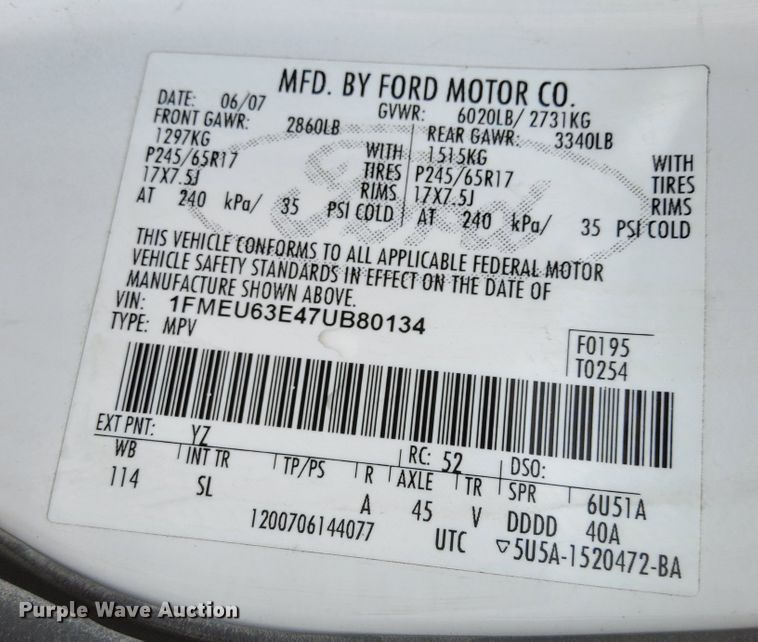 MFD. BY FORD MOTOR CO.
DATE: 06/07 GVWR: 6020LB/ 2731KG
FRONT GAWR: 2860LB REAR GAWR: 3340LB
1297KG WITH 1515KG WITH
P245/65R17 TIRES P245/65R17 TIRES
17X7.5J RIMS 17X7.5J RIMS
AT 240 kPa/ 35 PSI COLD AT 240 kPa/ 35 PSI COLD
THIS VEHICLE CONFORMS TO ALL APPLICABLE FEDERAL MOTOR
VEHICLE SAFETY STANDARDS IN EFFECT ON THE DATE OF
MANUFACTURE SHOWN ABOVE.
VIN: 1FMEU63E47UB80134
TYPE: MPV
F0195
T0254
EXT PNT: YZ RC: 52 DSO:
WB INT TR TP/PS R AXLE TR SPR 6U51A
114 SL A 45 V DDDD 40A
1200706144077 UTC ▽5U5A-1520472-BA
Ford
Purple Wave Auction